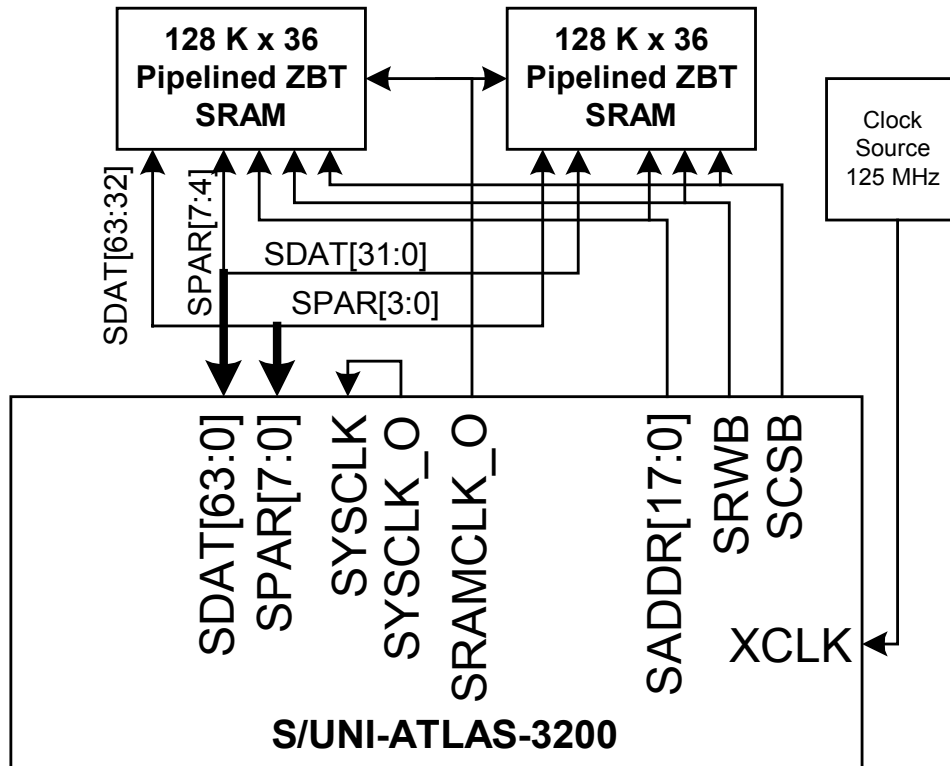 128 K x 36
Pipelined ZBT
SRAM
128 K x 36
Pipelined ZBT
SRAM
Clock
Source
125 MHz
SDAT[63:32]
SPAR[7:4]
SDAT[31:0]
SPAR[3:0]
SDAT[63:0]
SPAR[7:0]
SYSCLK
SYSCLK_O
SRAMCLK_O
SADDR[17:0]
SRWB
SCSB
XCLK
S/UNI-ATLAS-3200